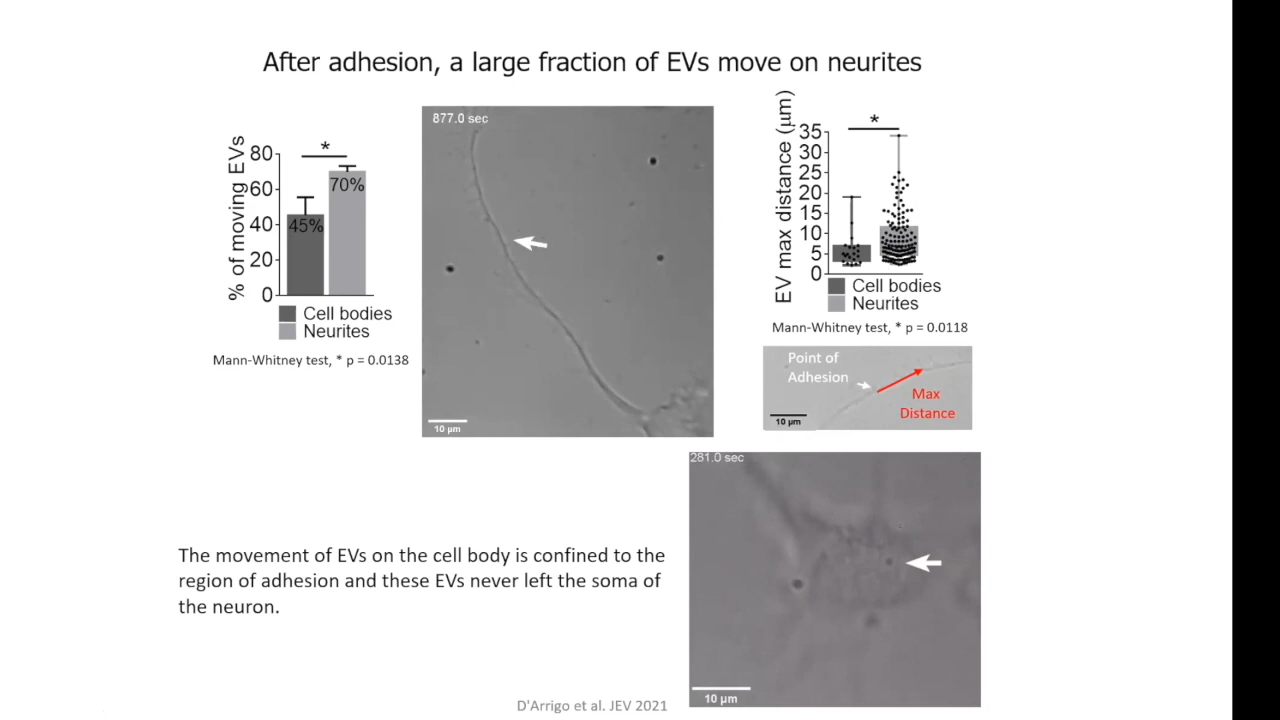 After adhesion, a large fraction of EVs move on neurites
% of moving EVs
80
60
40
20
0
*
45%
70%
Cell bodies
Neurites
Mann-Whitney test, * p = 0.0138
877.0 sec
10 µm
EV max distance (µm)
35
30
25
20
15
10
5
0
*
Cell bodies
Neurites
Mann-Whitney test, * p = 0.0118
Point of
Adhesion
Max
Distance
10 µm
281.0 sec
10 µm
The movement of EVs on the cell body is confined to the
region of adhesion and these EVs never left the soma of
the neuron.
D'Arrigo et al. JEV 2021